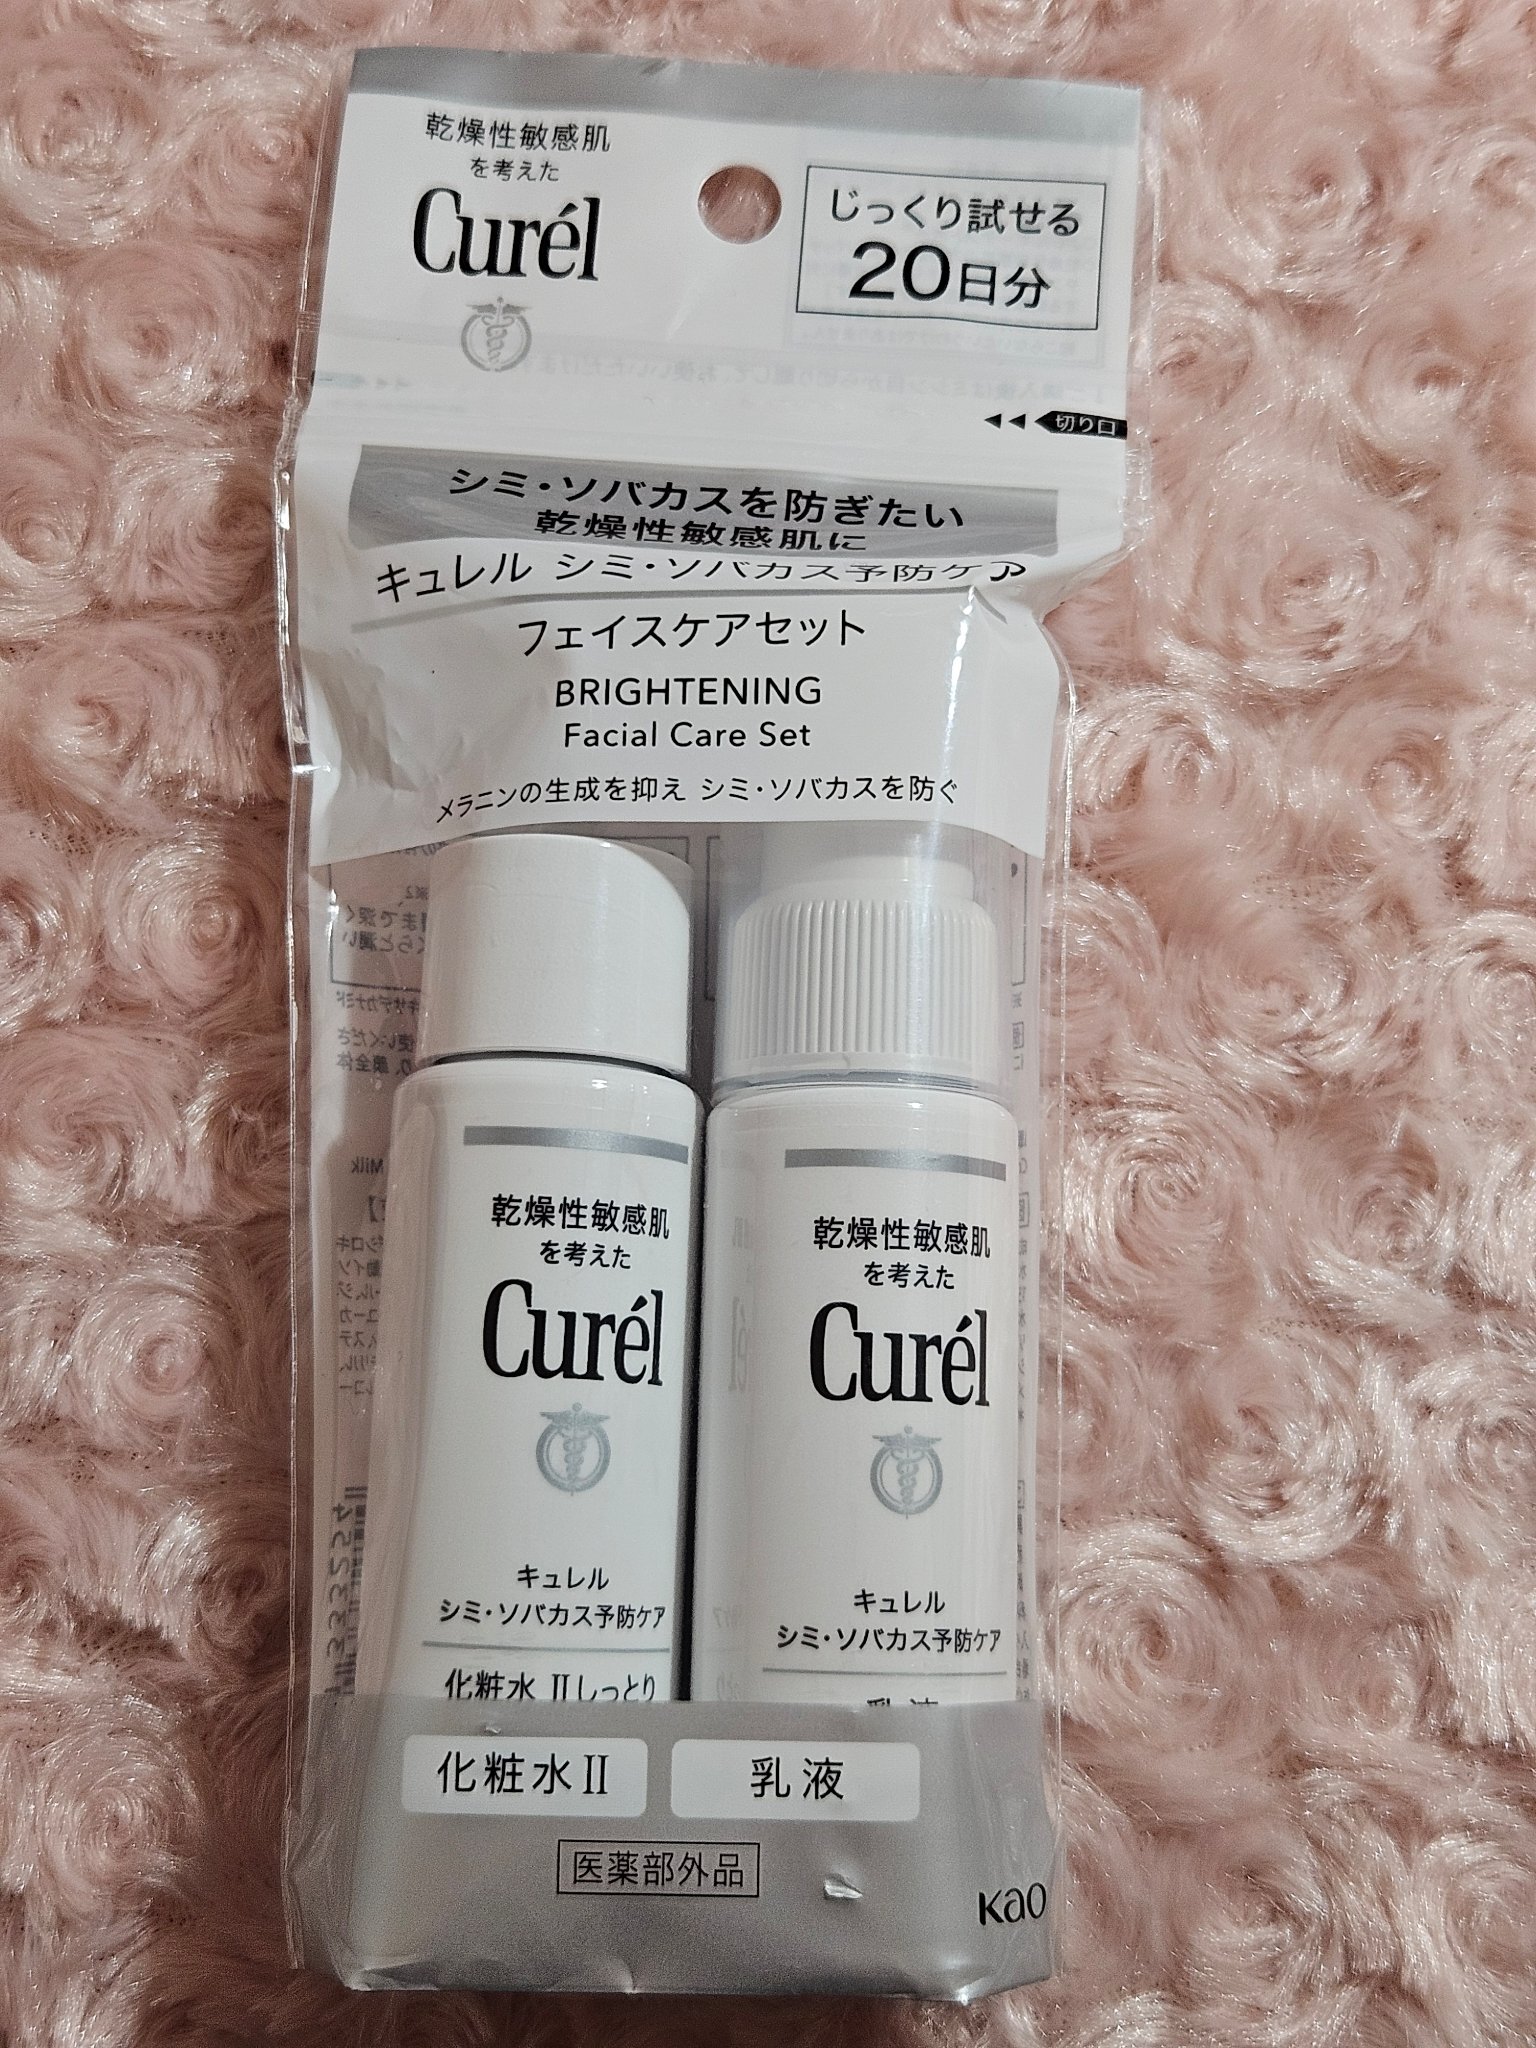 乾燥性敏感肌
を考えた
Curél
じっくり試せる
20日分
切り口
シミ・ソバカスを防ぎたい
乾燥性敏感肌に
キュレル シミ・ソバカス予防ケア
フェイスケアセット
BRIGHTENING
Facial Care Set
メラニンの生成を抑え シミ・ソバカスを防ぐ
乾燥性敏感肌
を考えた
Curél
キュレル
シミ・ソバカス予防ケア
化粧水 IIしっとり
乾燥性敏感肌
を考えた
Curél
キュレル
シミ・ソバカス予防ケア
乳液
化粧水II
乳液
医薬部外品
Kao